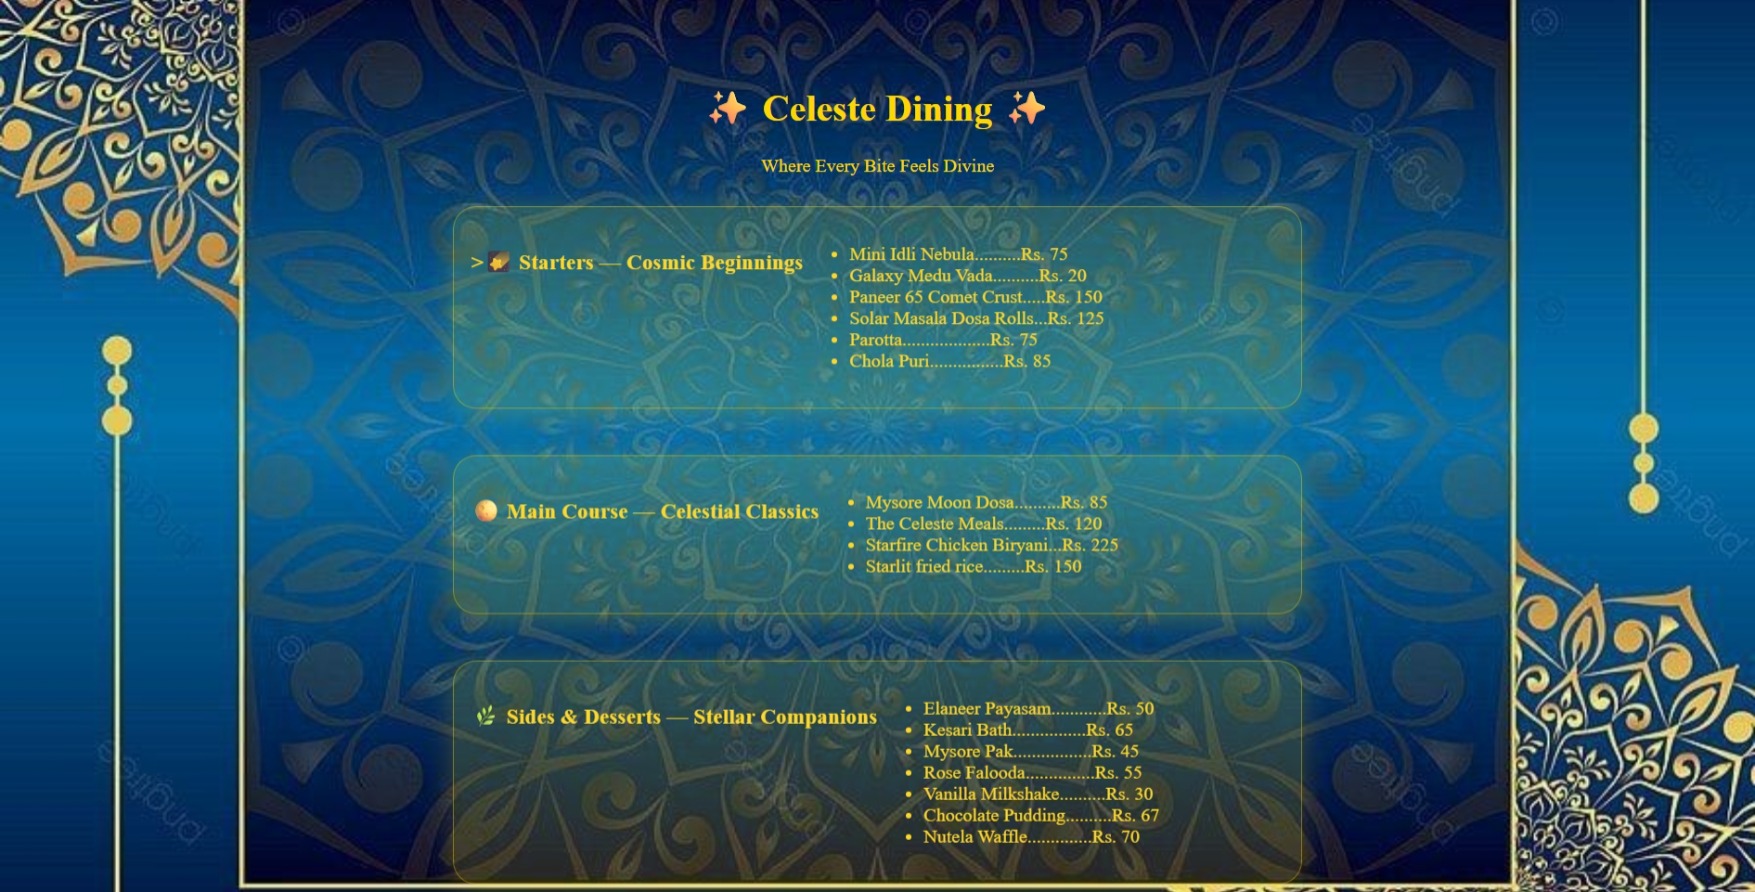 ✨ Celeste Dining ✨
Where Every Bite Feels Divine
>🌠 Starters — Cosmic Beginnings
• Mini Idli Nebula..........Rs. 75
• Galaxy Medu Vada..........Rs. 20
• Paneer 65 Comet Crust.....Rs. 150
• Solar Masala Dosa Rolls...Rs. 125
• Parotta...................Rs. 75
• Chola Puri................Rs. 85
🌕 Main Course — Celestial Classics
• Mysore Moon Dosa..........Rs. 85
• The Celeste Meals.........Rs. 120
• Starfire Chicken Biryani...Rs. 225
• Starlit fried rice.........Rs. 150
🌿 Sides & Desserts — Stellar Companions
• Elaneer Payasam............Rs. 50
• Kesari Bath................Rs. 65
• Mysore Pak.................Rs. 45
• Rose Falooda...............Rs. 55
• Vanilla Milkshake..........Rs. 30
• Chocolate Pudding..........Rs. 67
• Nutela Waffle..............Rs. 70